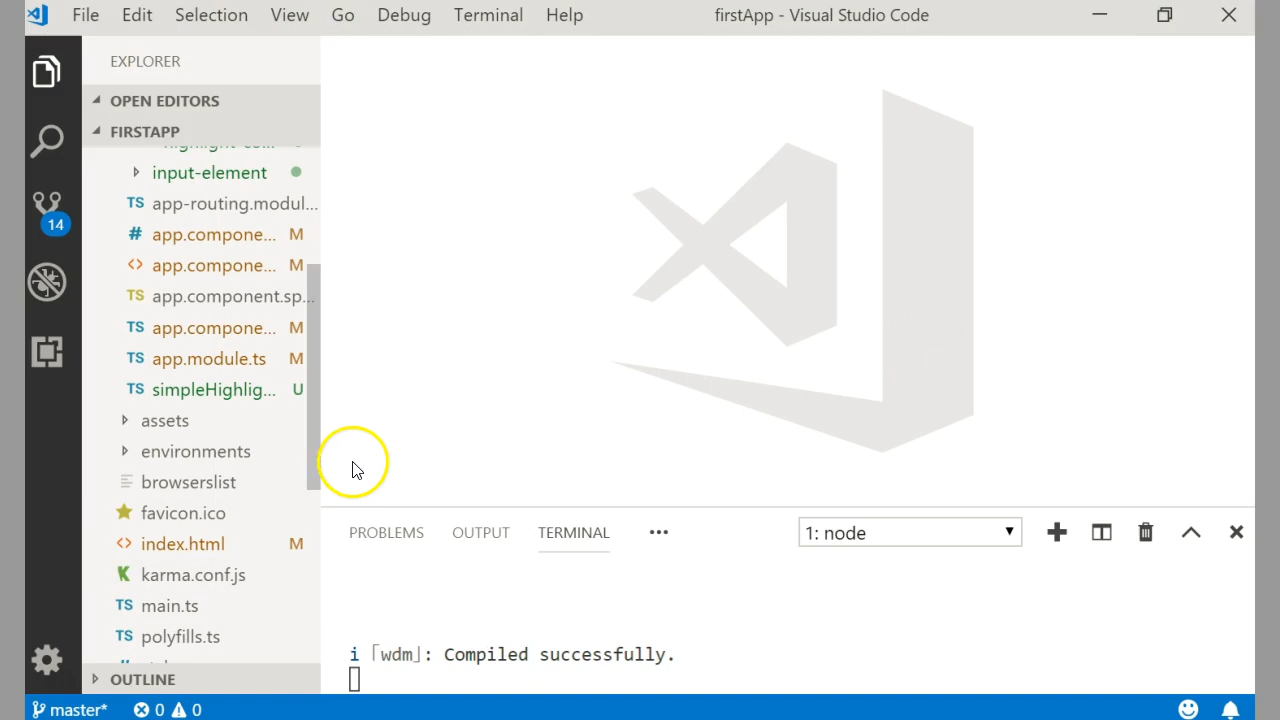 File Edit Selection View Go Debug Terminal Help firstApp - Visual Studio Code
EXPLORER
OPEN EDITORS
FIRSTAPP
input-element
TS app-routing.modul...
# app.compone... M
<> app.compone... M
TS app.component.sp...
TS app.compone... M
TS app.module.ts M
TS simpleHighlig... U
14
assets
environments
browserslist
favicon.ico
<> index.html M
karma.conf.js
TS main.ts
TS polyfills.ts
OUTLINE
PROBLEMS OUTPUT TERMINAL ••• 1: node
i ｢wdm｣: Compiled successfully.
master* 0 0